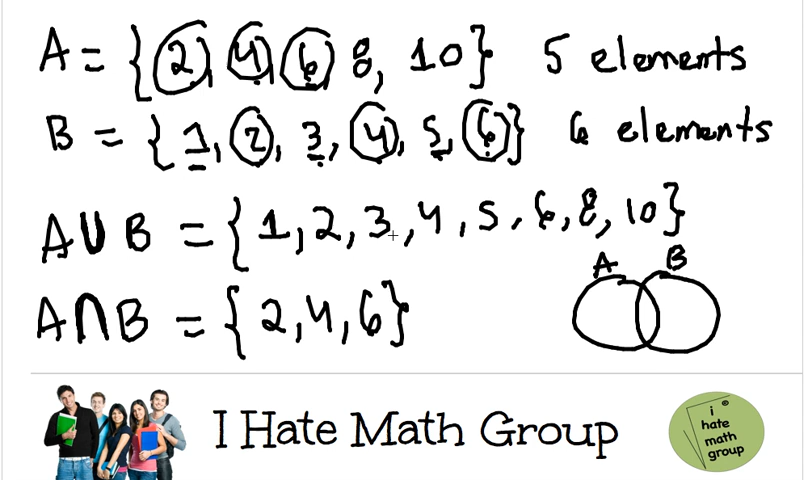 A = {2, 4, 6, 8, 10} 5 elements
B = {1, 2, 3, 4, 5, 6} 6 elements
A U B = {1, 2, 3, 4, 5, 6, 8, 10}
A ∩ B = {2, 4, 6}
A B
I Hate Math Group
i
hate
math
group